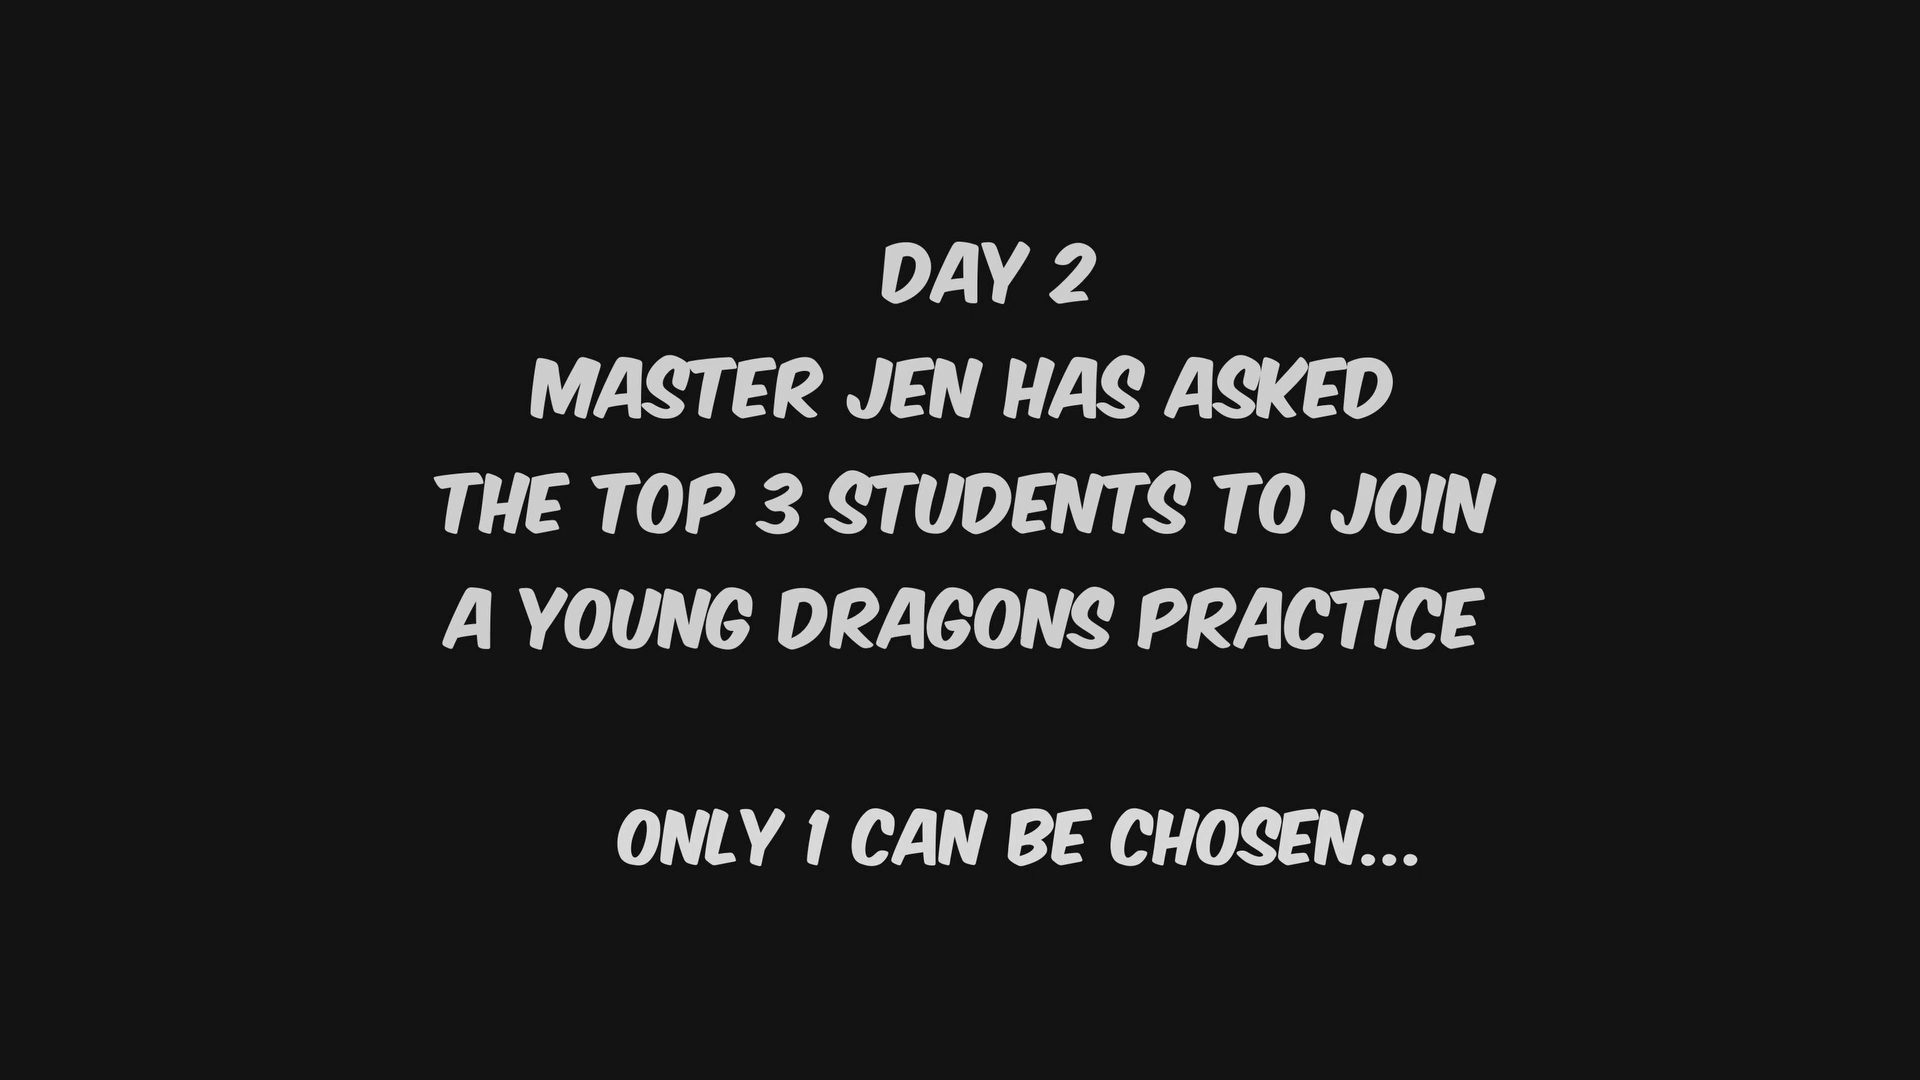 DAY 2
MASTER JEN HAS ASKED
THE TOP 3 STUDENTS TO JOIN
A YOUNG DRAGONS PRACTICE
ONLY 1 CAN BE CHOSEN...